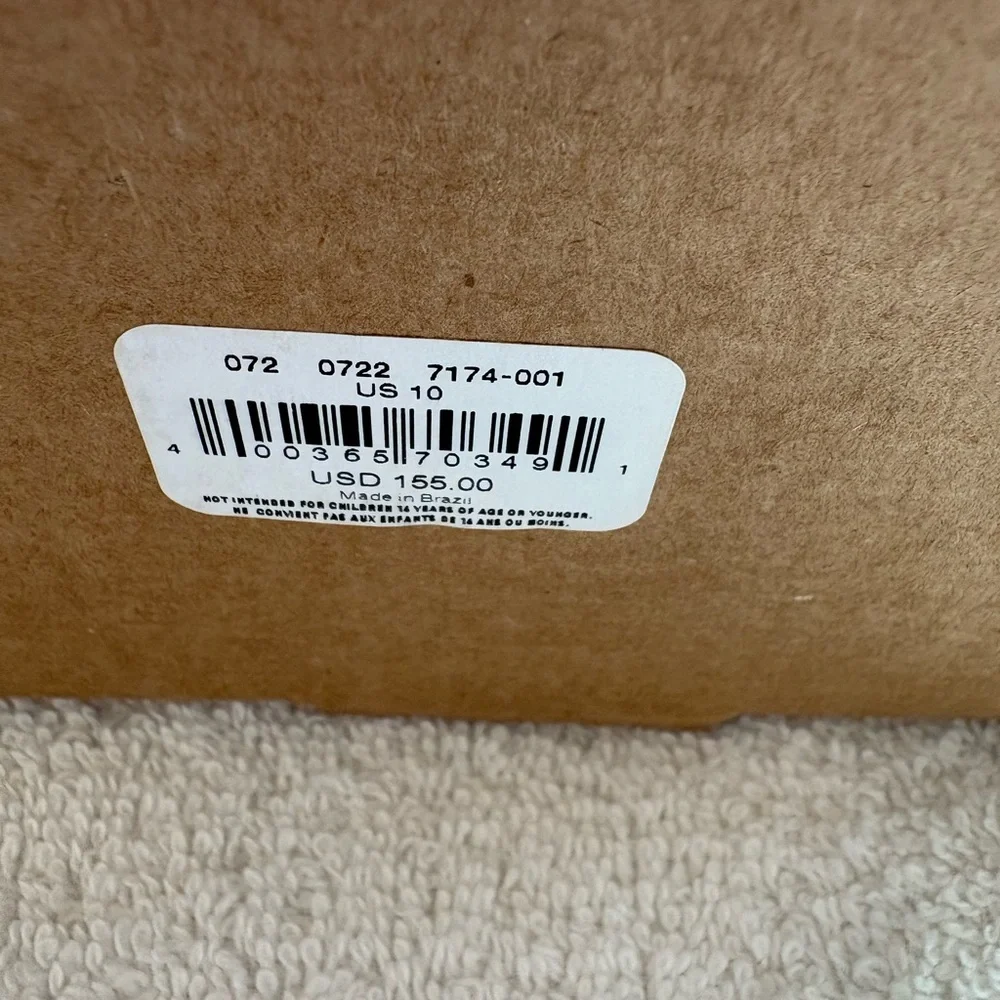 072 0722 7174-001
US 10
4 00365 70349 1
USD 155.00
Made in Brazil
NOT INTENDED FOR CHILDREN 14 YEARS OF AGE OR YOUNGER.
NE CONVIENT PAS AUX ENFANTS DE 14 ANS OU MOINS.